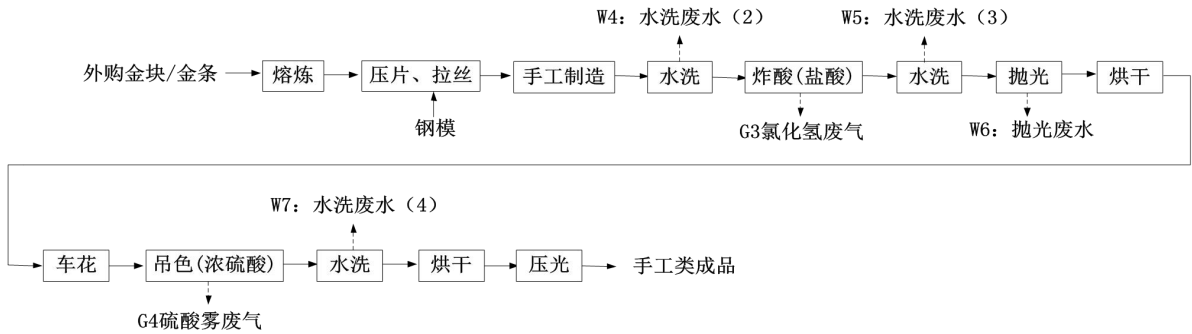 W4：水洗废水（2）
W5：水洗废水（3）
外购金块/金条
熔炼
压片、拉丝
手工制造
水洗
炸酸(盐酸)
水洗
抛光
烘干
钢模
G3氯化氢废气
W6：抛光废水
W7：水洗废水（4）
车花
吊色(浓硫酸)
水洗
烘干
压光
手工类成品
G4硫酸雾废气